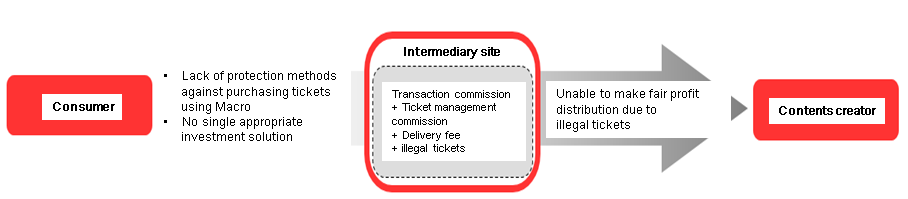 Consumer
• Lack of protection methods
against purchasing tickets
using Macro
• No single appropriate
investment solution
Intermediary site
Transaction commission
+ Ticket management
commission
+ Delivery fee
+ illegal tickets
Unable to make fair profit
distribution due to
illegal tickets
Contents creator